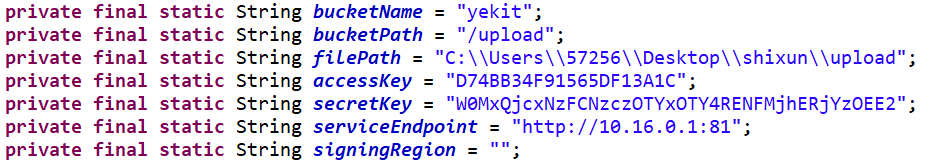 private final static String bucketName = "yekit";
private final static String bucketPath = "/upload";
private final static String filePath = "C:\\Users\\57256\\Desktop\\shixun\\upload";
private final static String accessKey = "D74BB34F91565DF13A1C";
private final static String secretKey = "W0MxQjcxNzFCNzczOTYxOTY4RENFMjhERjYzOEE2";
private final static String serviceEndpoint = "http://10.16.0.1:81";
private final static String signingRegion = "";